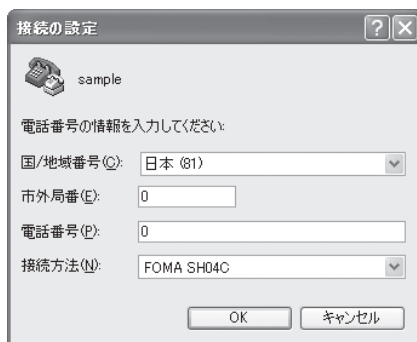 接続の設定
sample
電話番号の情報を入力してください:
国/地域番号(C): 日本 (81)
市外局番(E): 0
電話番号(P): 0
接続方法(N): FOMA SH04C
OK キャンセル